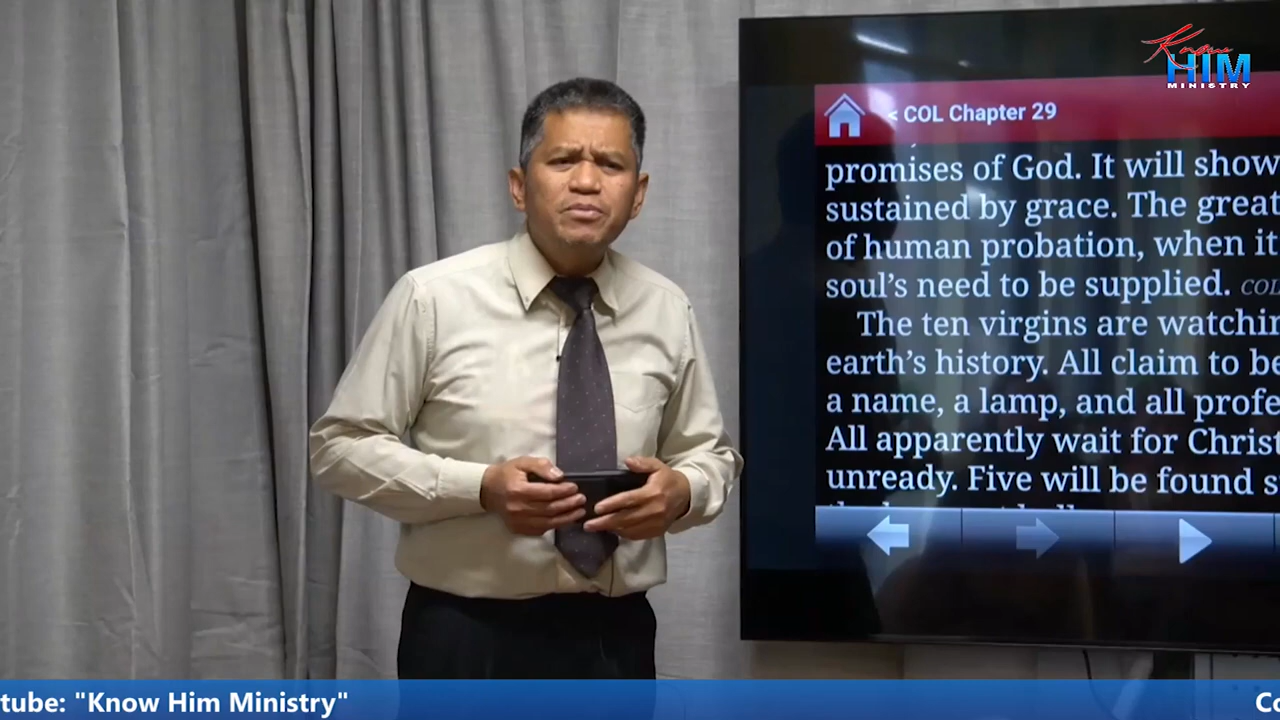 Know
HIM
MINISTRY
< COL Chapter 29
promises of God. It will show
sustained by grace. The great
of human probation, when it
soul's need to be supplied. COL
The ten virgins are watchin
earth's history. All claim to be
a name, a lamp, and all profe
All apparently wait for Christ
unready. Five will be found s
tube: "Know Him Ministry"
Co